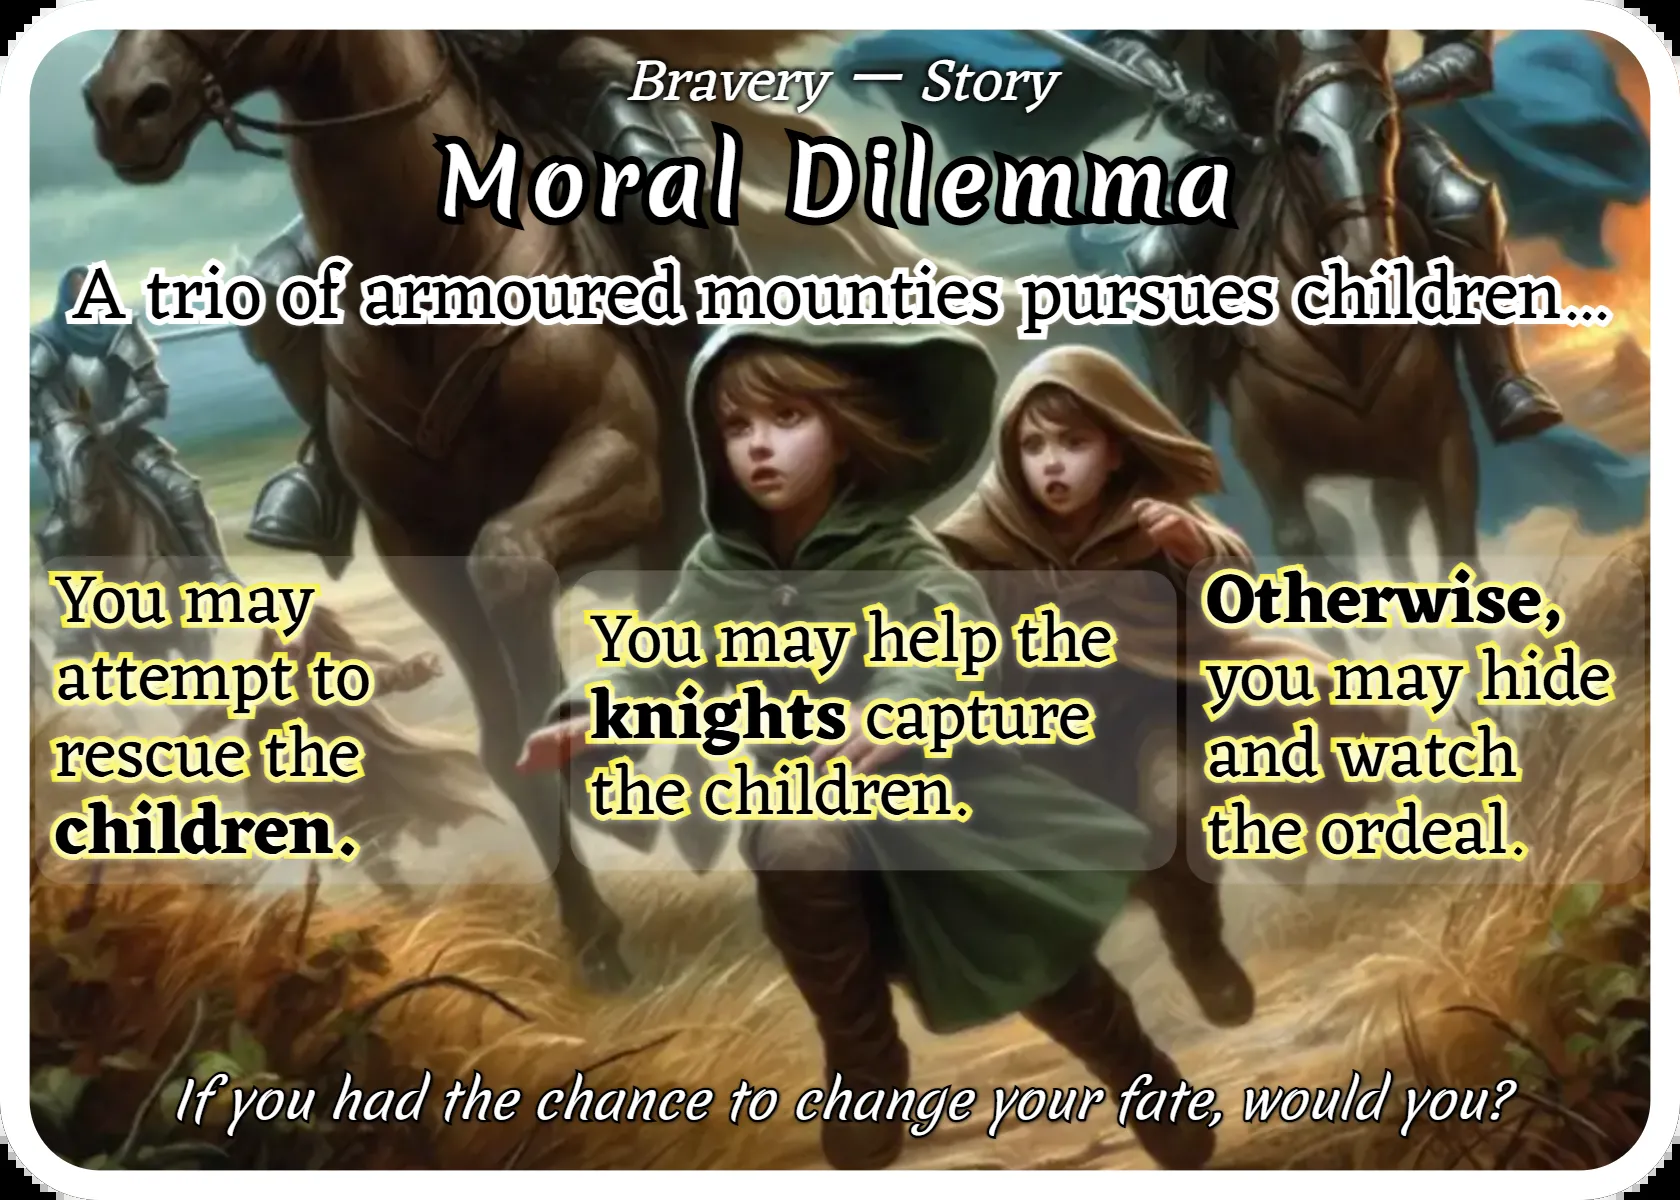 Bravery — Story
Moral Dilemma
A trio of armoured mounties pursues children...
You may
attempt to
rescue the
children.
You may help the
knights capture
the children.
Otherwise,
you may hide
and watch
the ordeal.
If you had the chance to change your fate, would you?